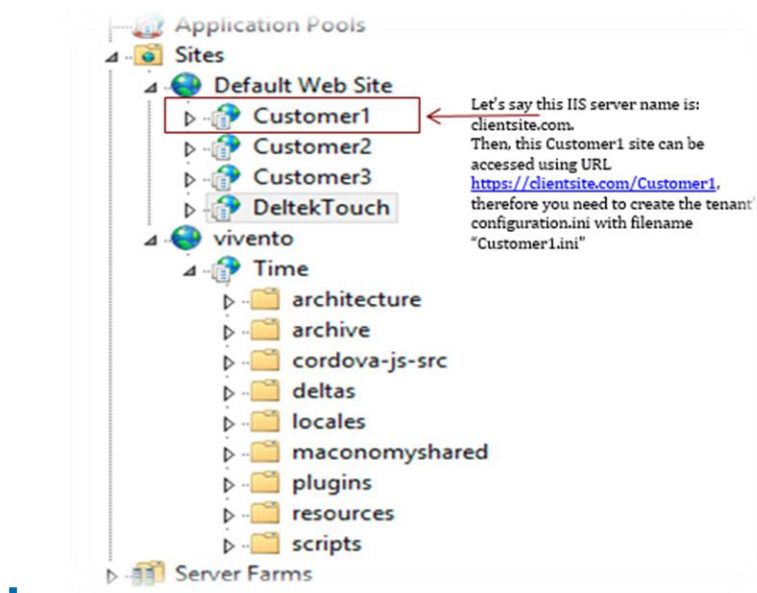 Application Pools
Sites
Default Web Site
Customer1
Customer2
Customer3
DeltekTouch
vivento
Time
architecture
archive
cordova-js-src
deltas
locales
maconomyshared
plugins
resources
scripts
Server Farms
Let's say this IIS server name is:
clientsite.com.
Then, this Customer1 site can be
accessed using URL
https://clientsite.com/Customer1,
therefore you need to create the tenant'
configuration.ini with filename
"Customer1.ini"